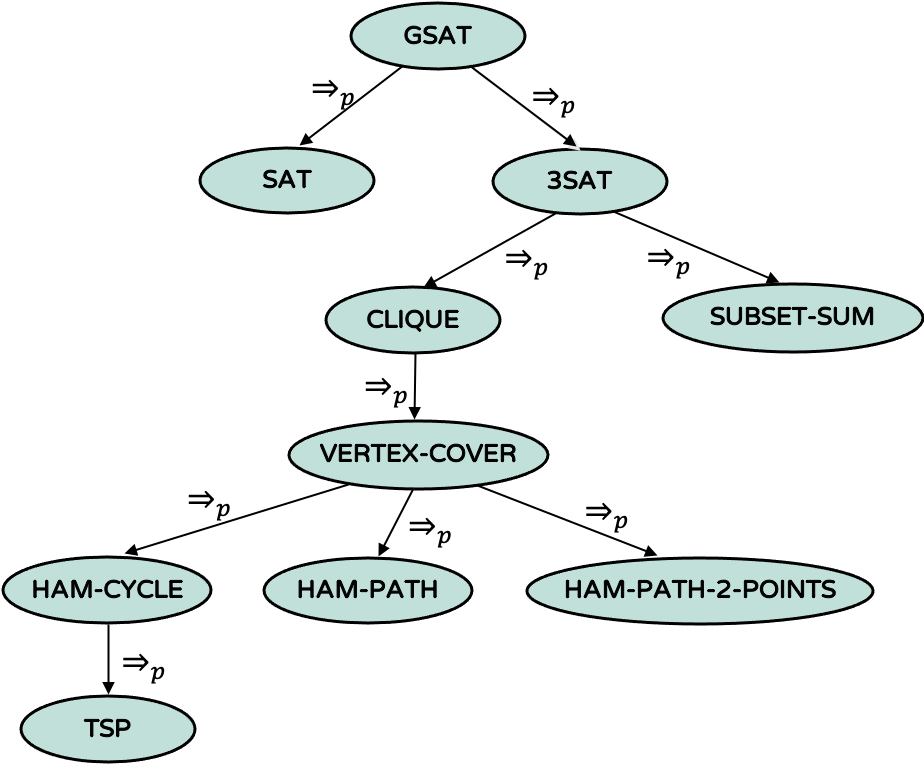 GSAT
⇒p
⇒p
SAT
3SAT
⇒p
⇒p
CLIQUE
SUBSET-SUM
⇒p
VERTEX-COVER
⇒p
⇒p
⇒p
HAM-CYCLE
HAM-PATH
HAM-PATH-2-POINTS
⇒p
TSP